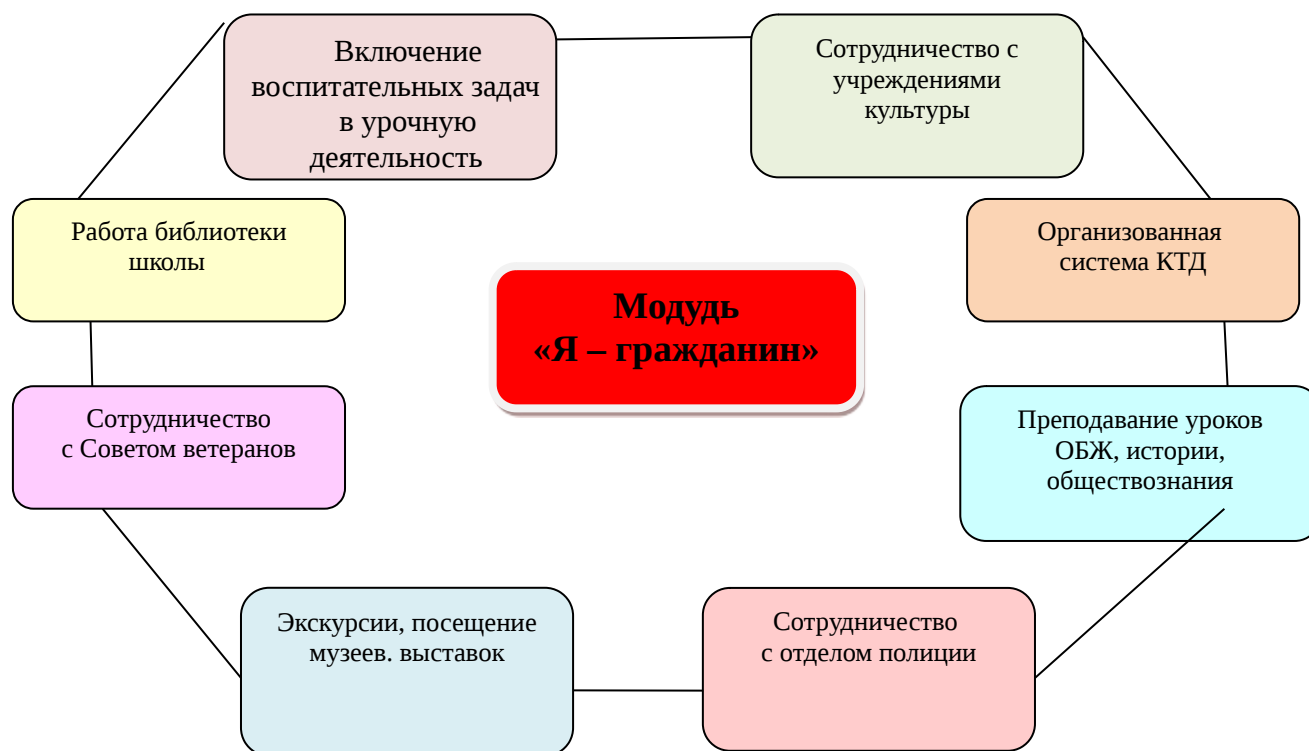 Включение
воспитательных задач
в урочную
деятельность
Сотрудничество с
учреждениями
культуры
Работа библиотеки
школы
Организованная
система КТД
Модудь
«Я – гражданин»
Сотрудничество
с Советом ветеранов
Преподавание уроков
ОБЖ, истории,
обществознания
Экскурсии, посещение
музеев. выставок
Сотрудничество
с отделом полиции